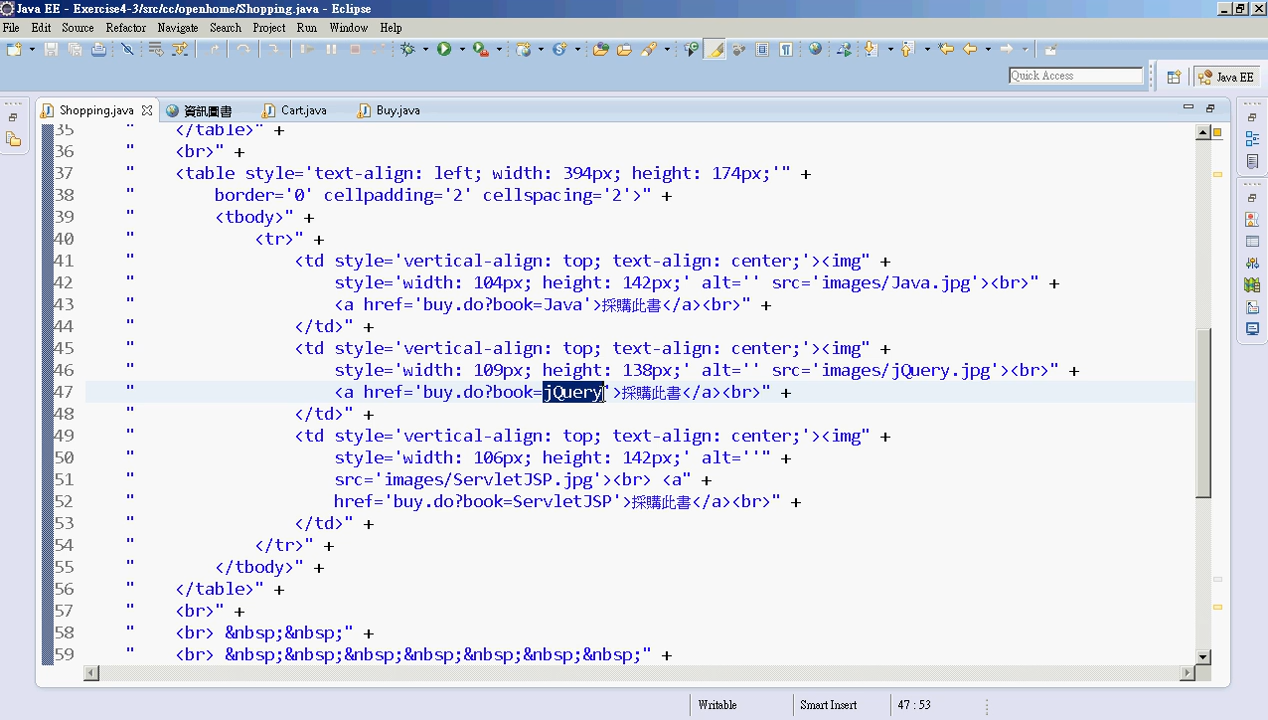 Java EE - Exercise4-3/src/cc/openhome/Shopping.java - Eclipse
File Edit Source Refactor Navigate Search Project Run Window Help
Quick Access
Java EE
Shopping.java 資訊圖書 Cart.java Buy.java
35 " </table>" +
36 " <br>" +
37 " <table style='text-align: left; width: 394px; height: 174px;'" +
38 " border='0' cellpadding='2' cellspacing='2'>" +
39 " <tbody>" +
40 " <tr>" +
41 " <td style='vertical-align: top; text-align: center;'><img" +
42 " style='width: 104px; height: 142px;' alt='' src='images/Java.jpg'><br>" +
43 " <a href='buy.do?book=Java'>採購此書</a><br>" +
44 " </td>" +
45 " <td style='vertical-align: top; text-align: center;'><img" +
46 " style='width: 109px; height: 138px;' alt='' src='images/jQuery.jpg'><br>" +
47 " <a href='buy.do?book=jQuery'>採購此書</a><br>" +
48 " </td>" +
49 " <td style='vertical-align: top; text-align: center;'><img" +
50 " style='width: 106px; height: 142px;' alt=''" +
51 " src='images/ServletJSP.jpg'><br> <a" +
52 " href='buy.do?book=ServletJSP'>採購此書</a><br>" +
53 " </td>" +
54 " </tr>" +
55 " </tbody>" +
56 " </table>" +
57 " <br>" +
58 " <br> &nbsp;&nbsp;" +
59 " <br> &nbsp;&nbsp;&nbsp;&nbsp;&nbsp;&nbsp;&nbsp;" +
Writable Smart Insert 47 : 53